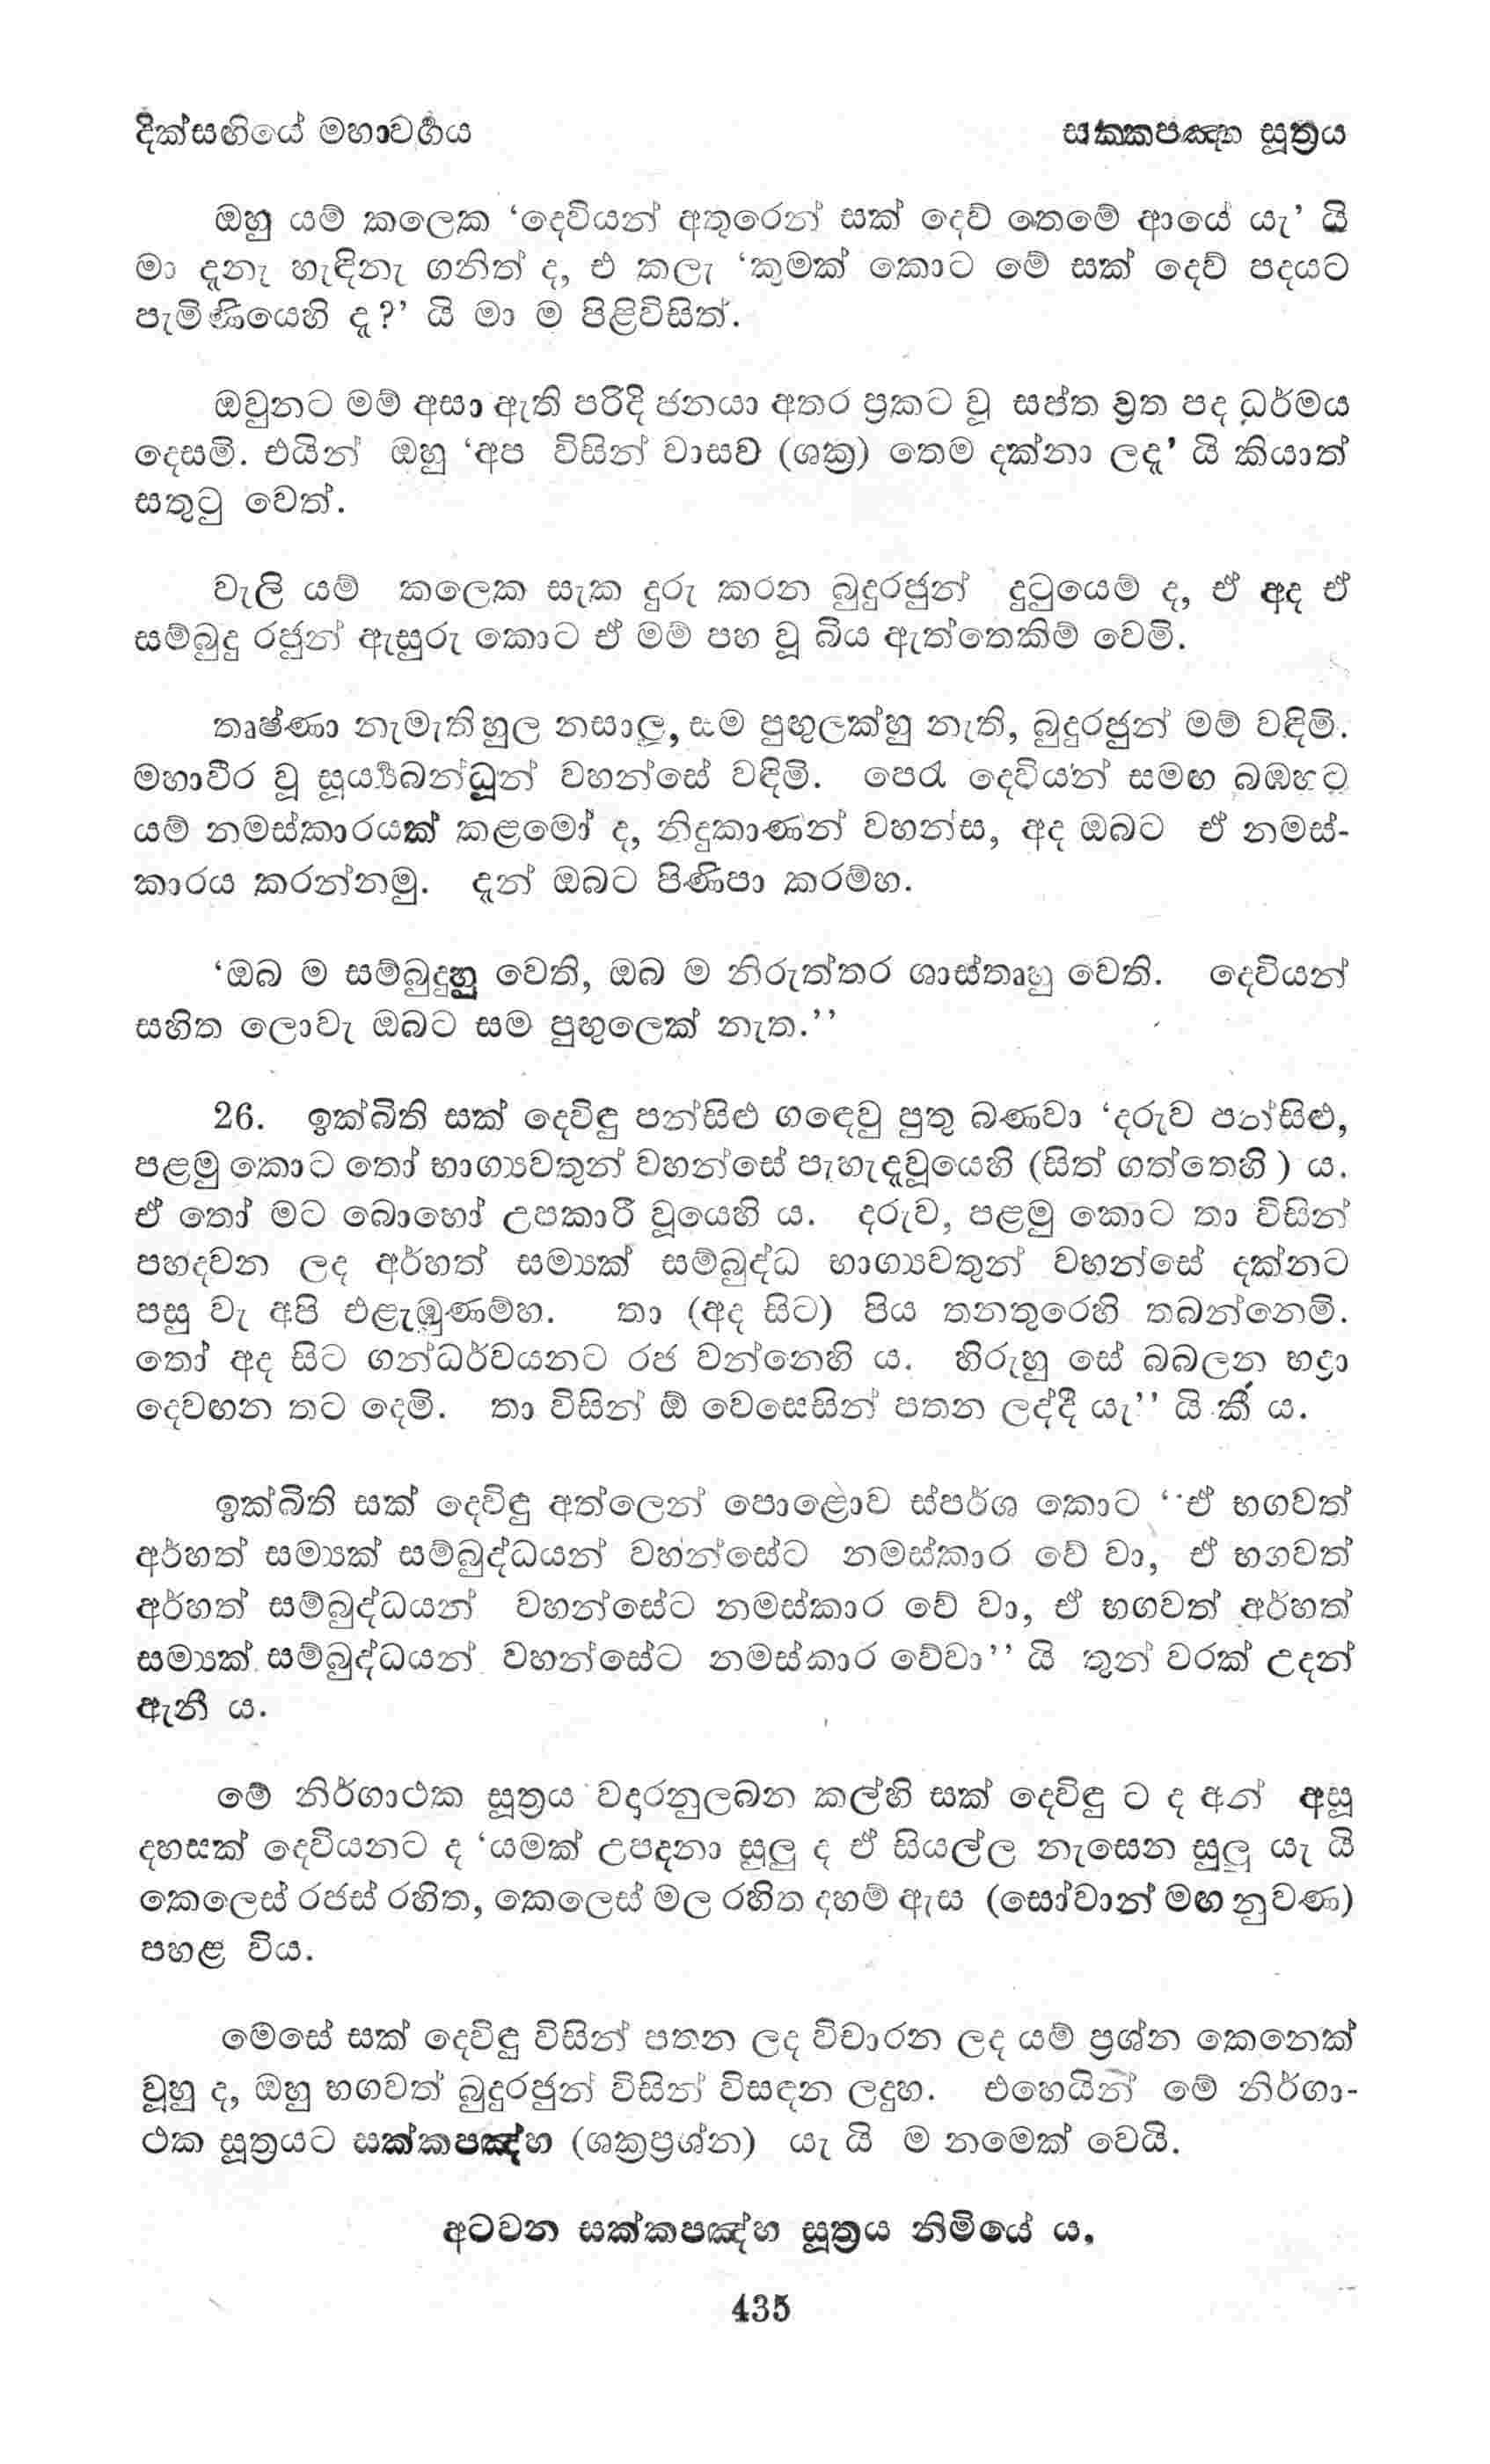 දික්සඟියේ මහාවර්‍ගය
සක්කපඤ්හ සූත්‍රය
ඔහු යම් කලෙක ‘දෙවියන් අතුරෙන් සක් දෙව් තෙමේ ආයේ යැ’ යි
මා දැනැ හැඳිනැ ගනිත් ද, එ කලැ ‘කුමක් කොට මේ සක් දෙව් පදයට
පැමිණියෙහි දැ?’ යි මා ම පිළිවිසිත්.
ඔවුනට මම් අසා ඇති පරිදි ජනයා අතර ප්‍රකට වූ සප්ත ව්‍රත පද ධර්මය
දෙසමි. එයින් ඔහු ‘අප විසින් වාසව (ශක්‍ර) තෙම දක්නා ලදැ’ යි කියාත්
සතුටු වෙත්.
වැලි යම් කලෙක සැක දුරු කරන බුදුරජුන් දුටුයෙම් ද, ඒ අද ඒ
සම්බුදු රජුන් ඇසුරු කොට ඒ මම් පහ වූ බිය ඇත්තෙකිම් වෙමි.
තෘෂ්ණා නැමැති හුල නසාලූ, සම පුඟුලක්හු නැති, බුදුරජුන් මම් වඳිමි.
මහාවීර වූ සූර්‍ය්‍යබන්ධූන් වහන්සේ වඳිමි. පෙරැ දෙවියන් සමඟ බඹහට
යම් නමස්කාරයක් කළමෝ ද, නිදුකාණන් වහන්ස, අද ඔබට ඒ නමස්-
කාරය කරන්නමු. දැන් ඔබට පිණිපා කරම්හ.
‘ඔබ ම සම්බුදුහු වෙති, ඔබ ම නිරුත්තර ශාස්තෘහු වෙති. දෙවියන්
සහිත ලොවැ ඔබට සම පුඟුලෙක් නැත.’’
26. ඉක්බිති සක් දෙවිඳු පන්සිළු ගඳෙවු පුතු බණවා ‘දරුව පන්සිළු,
පළමු කොට තෝ භාග්‍යවතුන් වහන්සේ පැහැදැවූයෙහි (සිත් ගත්තෙහි) ය.
ඒ තෝ මට බොහෝ උපකාරී වූයෙහි ය. දරුව, පළමු කොට තා විසින්
පහදවන ලද අර්හත් සම්‍යක් සම්බුද්ධ භාග්‍යවතුන් වහන්සේ දක්නට
පසු වැ අපි එළැඹුණම්හ. තා (අද සිට) පිය තනතුරෙහි තබන්නෙමි.
තෝ අද සිට ගන්ධර්වයනට රජ වන්නෙහි ය. හිරුහු සේ බබලන භද්‍රා
දෙවඟන තට දෙමි. තා විසින් ඕ වෙසෙසින් පතන ලද්දී යැ’’ යි කී ය.
ඉක්බිති සක් දෙවිඳු අත්ලෙන් පොළොව ස්පර්ශ කොට ‘‘ඒ භගවත්
අර්හත් සම්‍යක් සම්බුද්ධයන් වහන්සේට නමස්කාර වේ වා, ඒ භගවත්
අර්හත් සම්බුද්ධයන් වහන්සේට නමස්කාර වේ වා, ඒ භගවත් අර්හත්
සම්‍යක් සම්බුද්ධයන් වහන්සේට නමස්කාර වේවා’’ යි තුන් වරක් උදන්
ඇනී ය.
මේ නිර්ගාථක සූත්‍රය වදාරනුලබන කල්හි සක් දෙවිඳු ට ද අන් අසූ
දහසක් දෙවියනට ද ‘යමක් උපදනා සුලු ද ඒ සියල්ල නැසෙන සුලු යැ යි
කෙලෙස් රජස් රහිත, කෙලෙස් මල රහිත දහම් ඇස (සෝවාන් මඟ නුවණ)
පහළ විය.
මෙසේ සක් දෙවිඳු විසින් පතන ලද විචාරන ලද යම් ප්‍රශ්න කෙනෙක්
වූහු ද, ඔහු භගවත් බුදුරජුන් විසින් විසඳන ලදුහ. එහෙයින් මේ නිර්ගා-
ථක සූත්‍රයට සක්කපඤ්හ (ශක්‍රප්‍රශ්න) යැ යි ම නමෙක් වෙයි.
අටවන සක්කපඤ්හ සූත්‍රය නිමියේ ය.
435